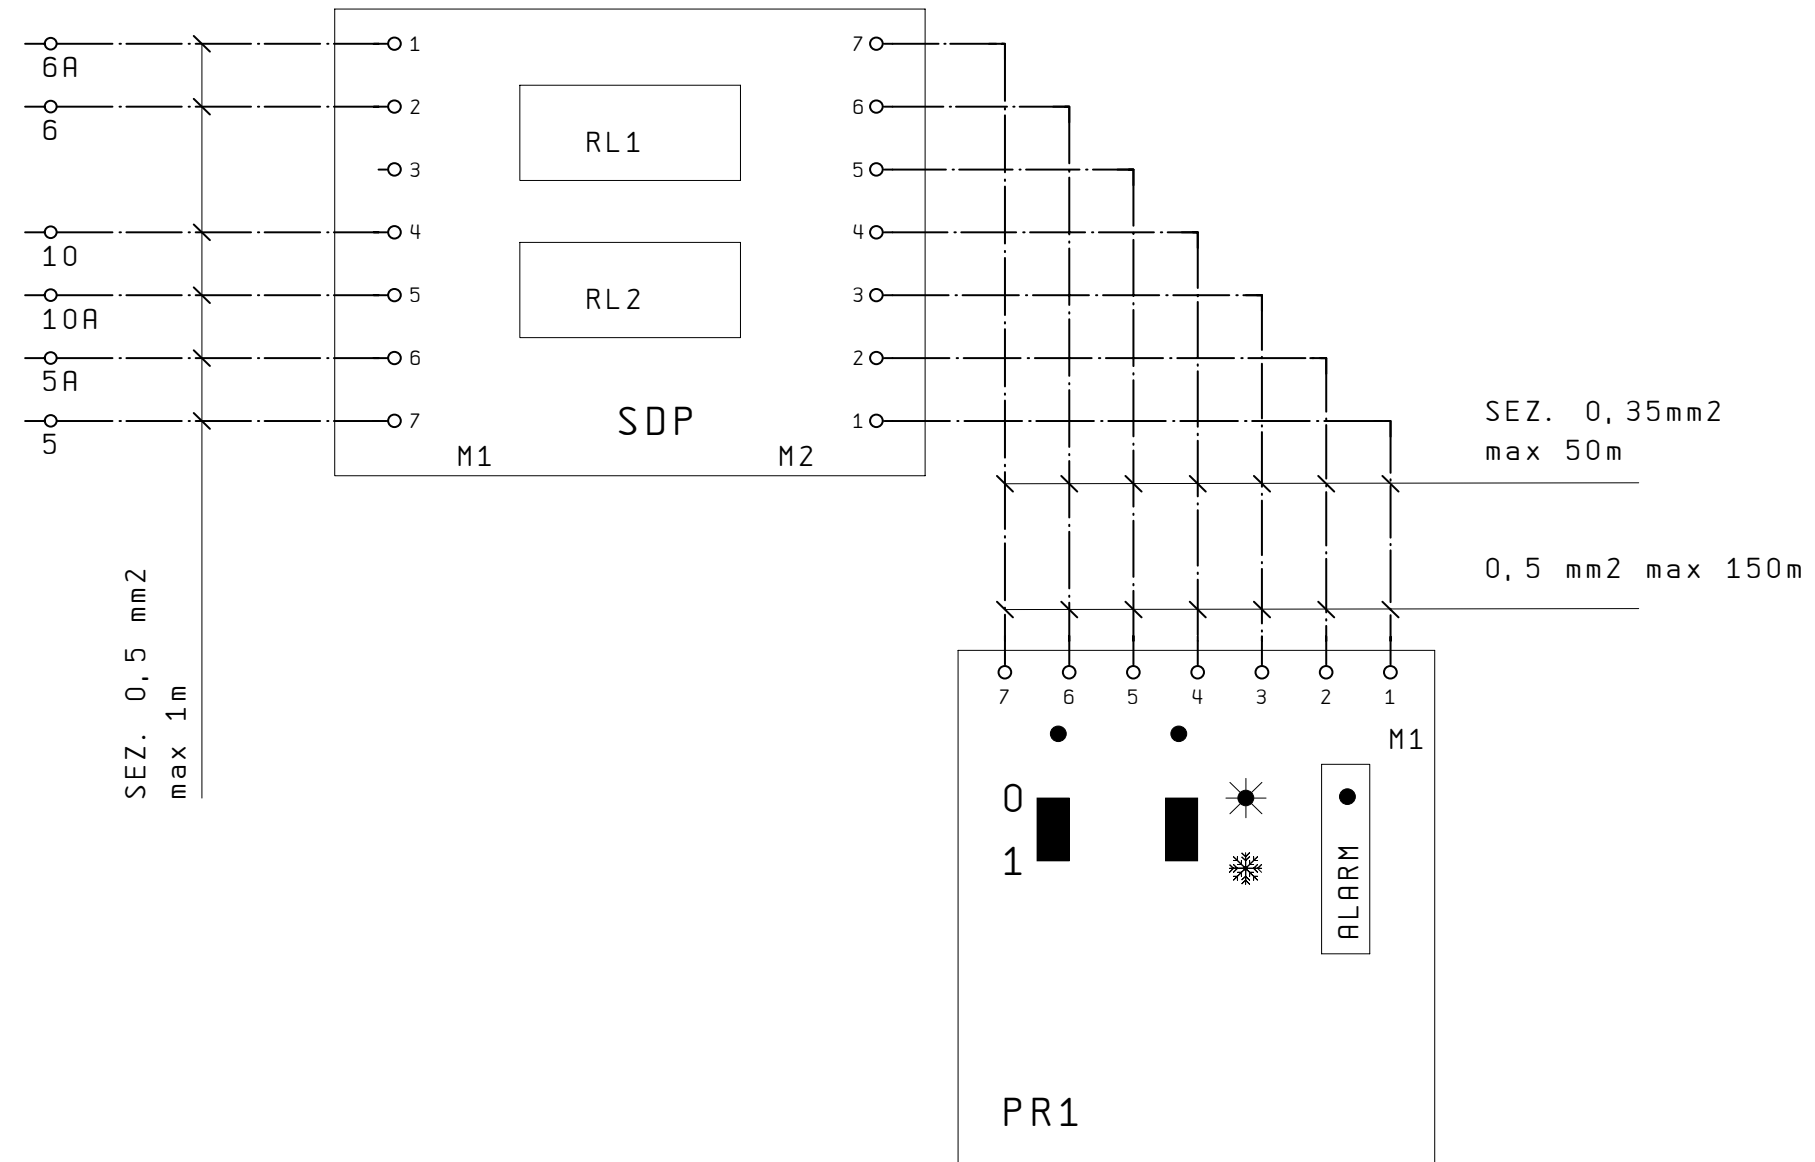 6A
1
7
6
2
6
RL1
3
5
10
4
4
10A
5
RL2
3
5A
6
2
5
7
SDP
1
M1
M2
SEZ. 0,35mm2
max 50m
0,5 mm2 max 150m
SEZ. 0,5 mm2
max 1m
7 6 5 4 3 2 1
M1
0
1
ALARM
PR1